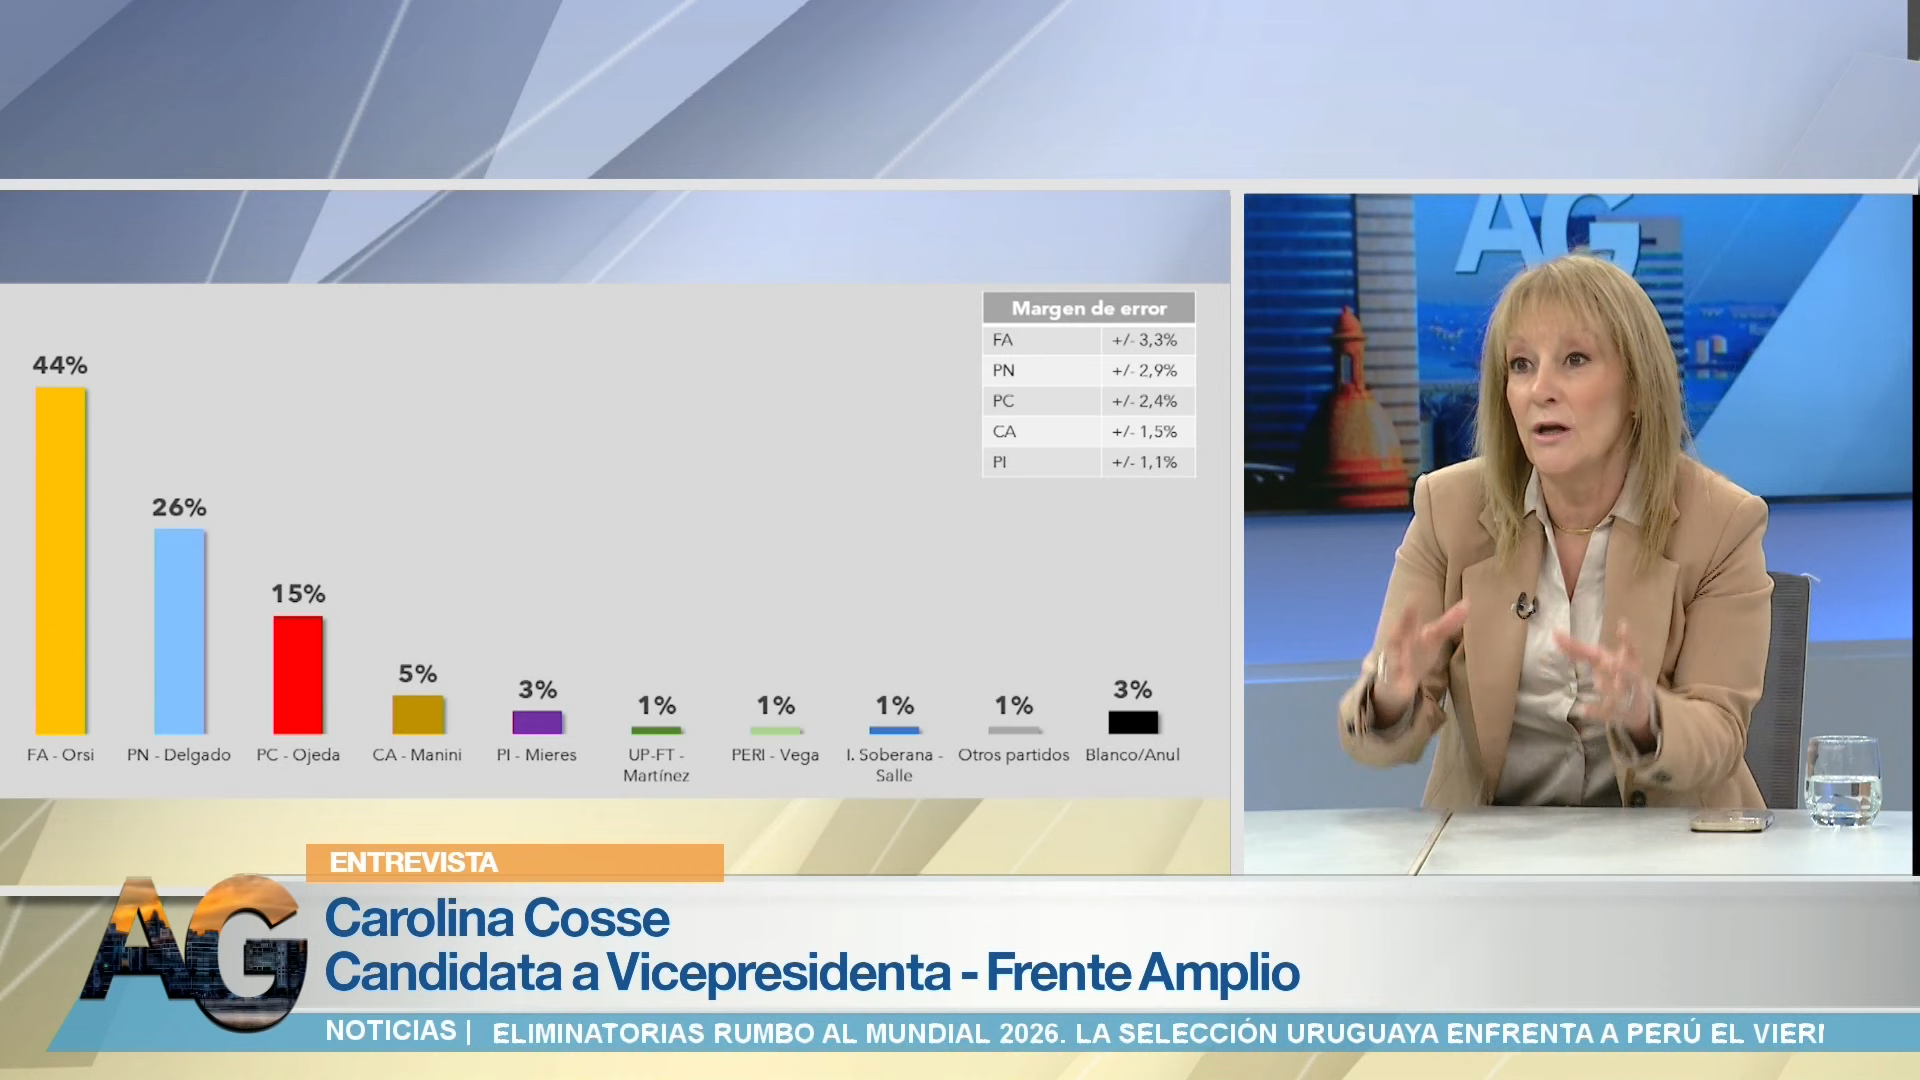 AG
Margen de error
FA +/- 3,3%
PN +/- 2,9%
PC +/- 2,4%
CA +/- 1,5%
PI +/- 1,1%
44%
26%
15%
5%
3%
1%
1%
1%
1%
3%
FA - Orsi
PN - Delgado
PC - Ojeda
CA - Manini
PI - Mieres
UP-FT -
Martínez
PERI - Vega
I. Soberana -
Salle
Otros partidos
Blanco/Anul
ENTREVISTA
AG
Carolina Cosse
Candidata a Vicepresidenta - Frente Amplio
NOTICIAS | ELIMINATORIAS RUMBO AL MUNDIAL 2026. LA SELECCIÓN URUGUAYA ENFRENTA A PERÚ EL